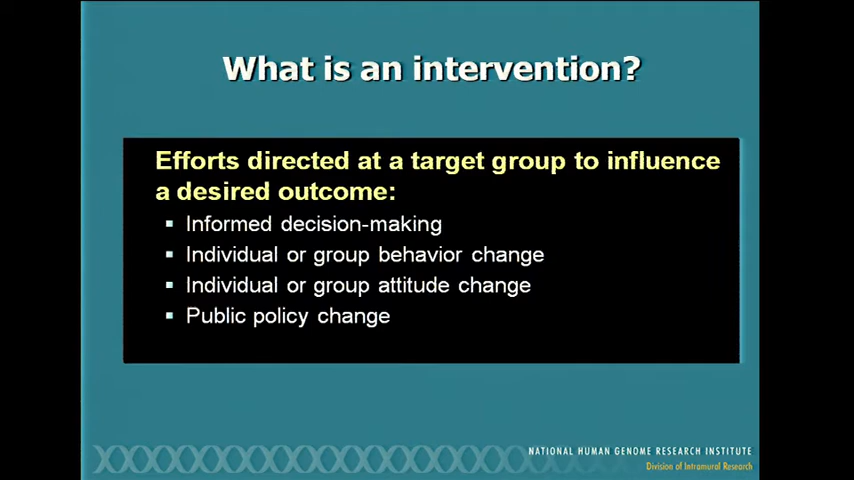 What is an intervention?
Efforts directed at a target group to influence
a desired outcome:
▪ Informed decision-making
▪ Individual or group behavior change
▪ Individual or group attitude change
▪ Public policy change
NATIONAL HUMAN GENOME RESEARCH INSTITUTE
Division of Intramural Research